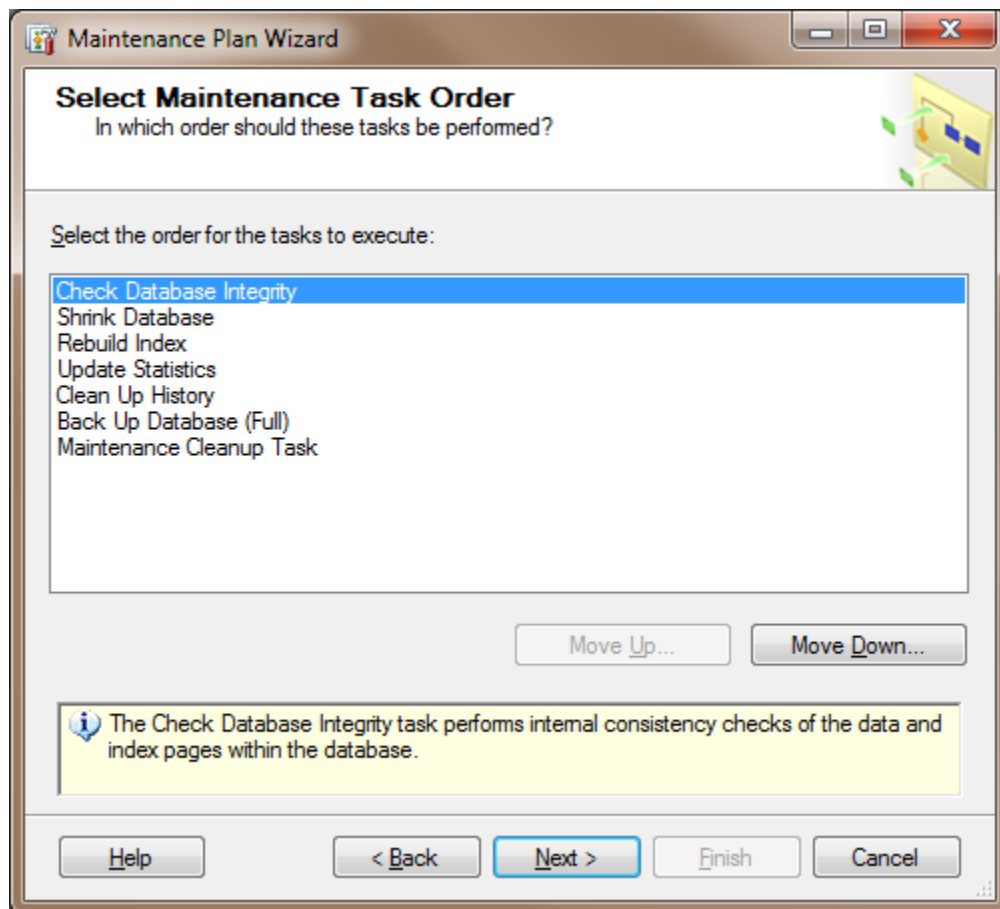 Maintenance Plan Wizard
Select Maintenance Task Order
In which order should these tasks be performed?
Select the order for the tasks to execute:
Check Database Integrity
Shrink Database
Rebuild Index
Update Statistics
Clean Up History
Back Up Database (Full)
Maintenance Cleanup Task
Move Up... Move Down...
The Check Database Integrity task performs internal consistency checks of the data and
index pages within the database.
Help < Back Next > Finish Cancel